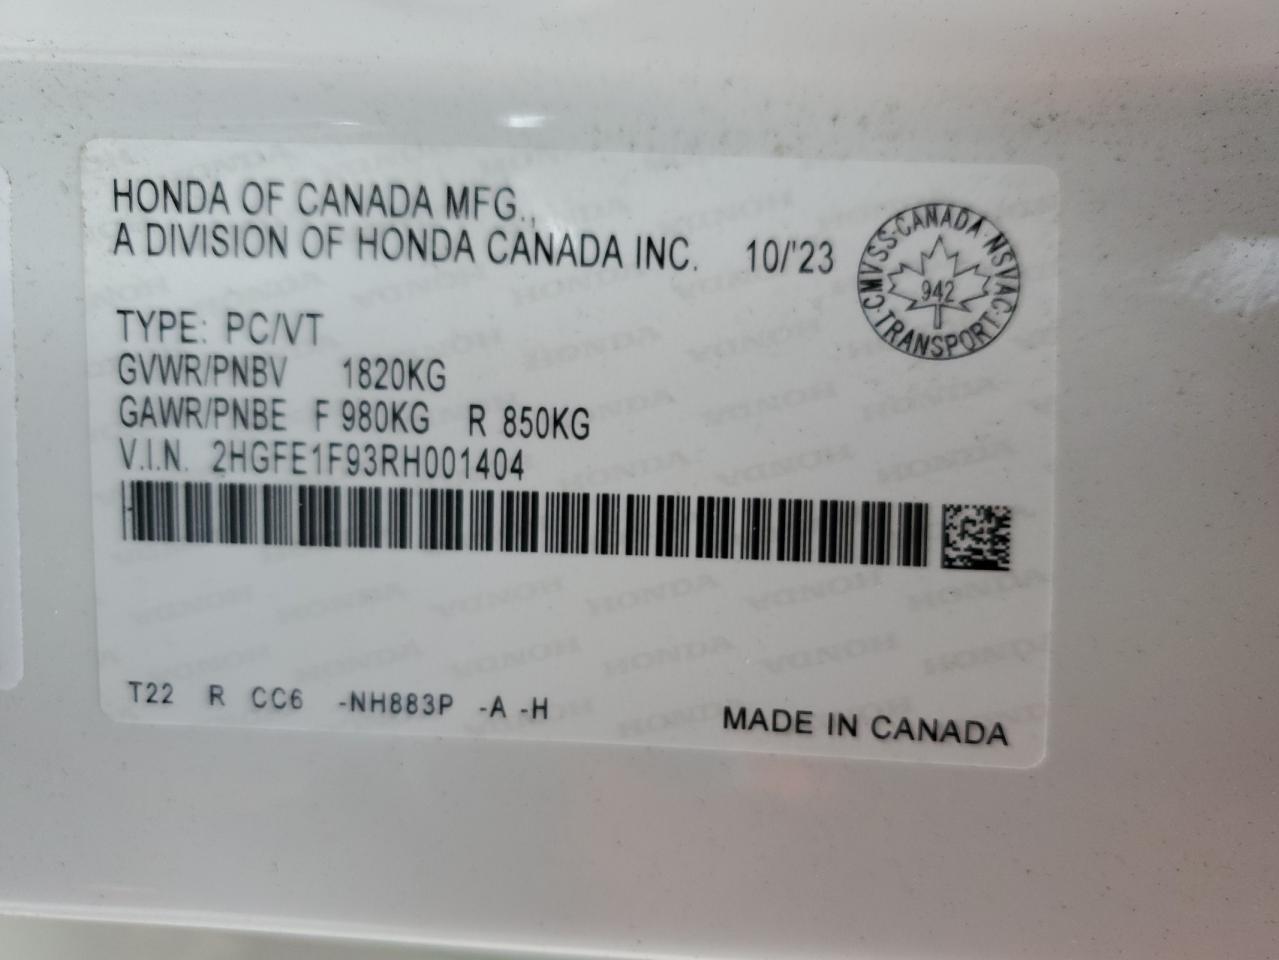 HONDA OF CANADA MFG.,
A DIVISION OF HONDA CANADA INC. 10/'23
CMVSS·CANADA·NSVAC·TRANSPORT·
942
TYPE: PC/VT
GVWR/PNBV 1820KG
GAWR/PNBE F 980KG R 850KG
V.I.N. 2HGFE1F93RH001404
T22 R CC6 -NH883P -A -H
MADE IN CANADA